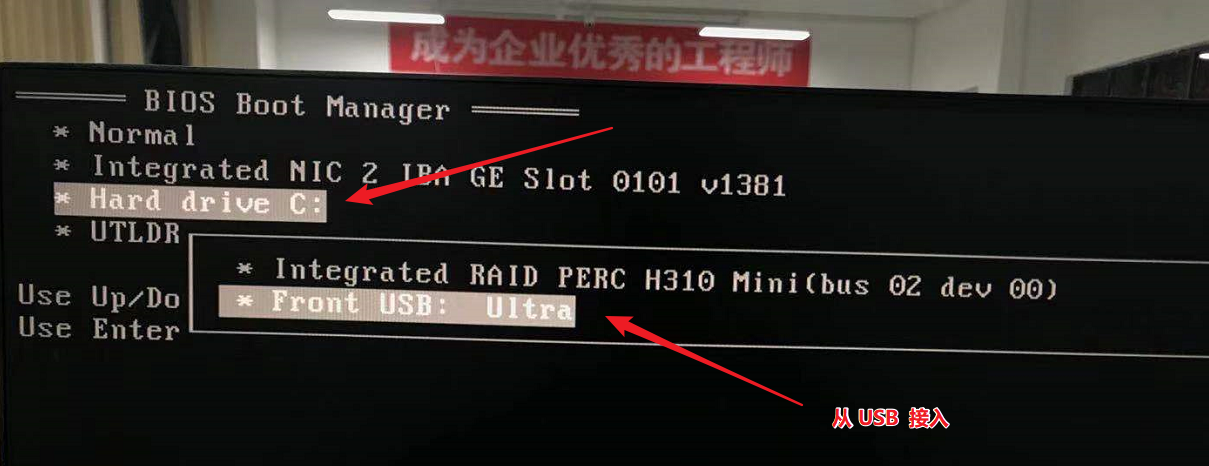 成为企业优秀的工程师
BIOS Boot Manager
* Normal
* Integrated NIC 2 IBA GE Slot 0101 v1381
* Hard drive C:
* UTLDR
* Integrated RAID PERC H310 Mini(bus 02 dev 00)
Use Up/Do
* Front USB: Ultra
Use Enter
从 USB 接入